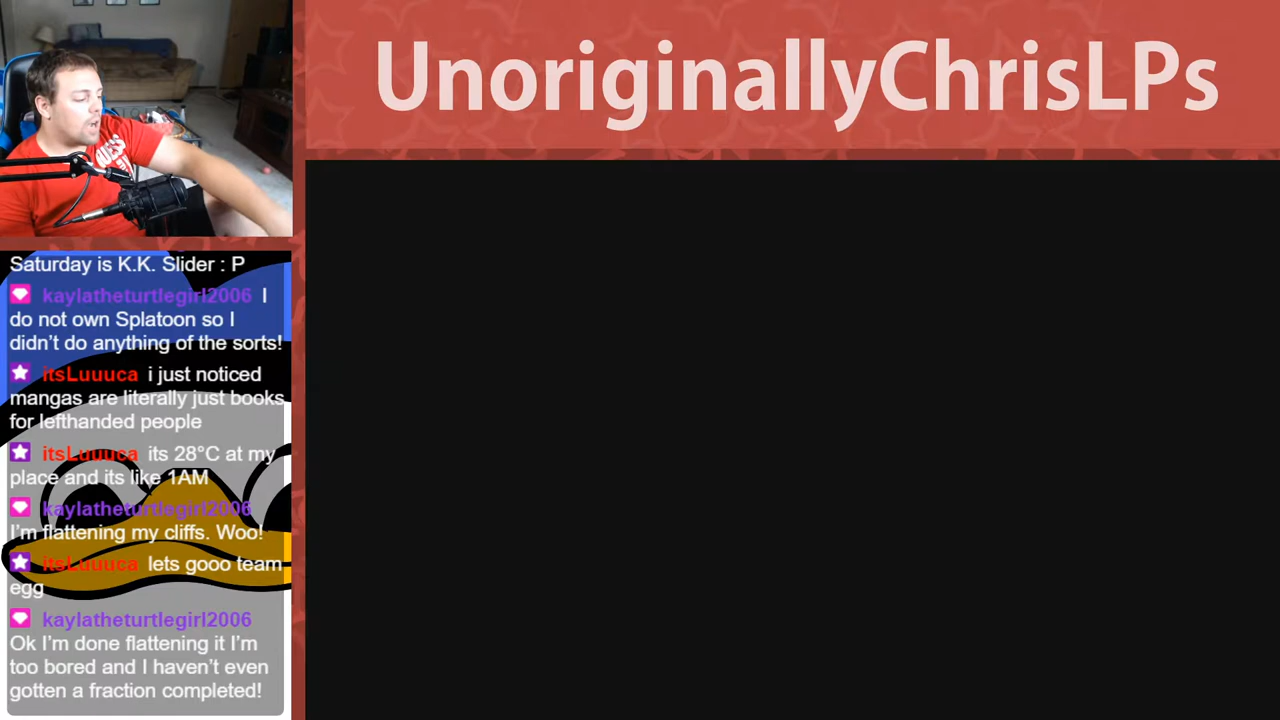 UnoriginallyChrisLPs
GUESS
Saturday is K.K. Slider : P
kaylatheturtlegirl2006 I
do not own Splatoon so I
didn't do anything of the sorts!
itsLuuuca i just noticed
mangas are literally just books
for lefthanded people
itsLuuuca its 28°C at my
place and its like 1AM
kaylatheturtlegirl2006
I'm flattening my cliffs. Woo!
itsLuuuca lets gooo team
egg
kaylatheturtlegirl2006
Ok I'm done flattening it I'm
too bored and I haven't even
gotten a fraction completed!